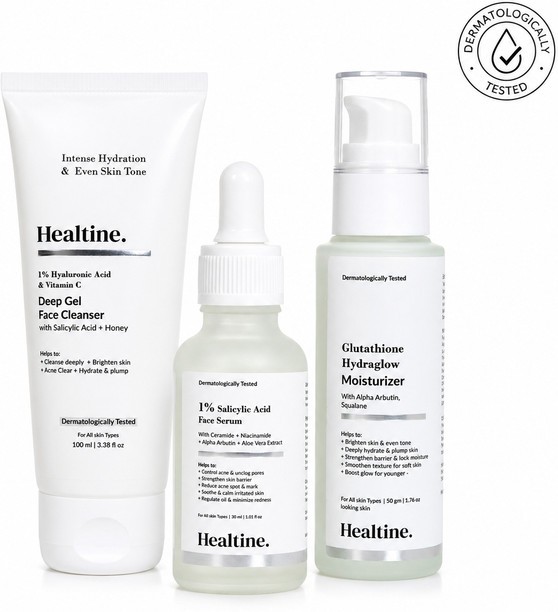 DERMATOLOGICALLY
TESTED
Intense Hydration
& Even Skin Tone
Healtine.
1% Hyaluronic Acid
& Vitamin C
Deep Gel
Face Cleanser
with Salicylic Acid + Honey
Helps to:
• Cleanse deeply + Brighten skin
• Acne Clear + Hydrate & plump
Dermatologically Tested
For All skin Types
100 ml | 3.38 fl oz
Dermatologically Tested
1% Salicylic Acid
Face Serum
With Ceramide + Niacinamide
+ Alpha Arbutin + Aloe Vera Extract
Helps to:
• Control acne & unclog pores
• Strengthen skin barrier
• Reduce acne spot & mark
• Soothe & calm irritated skin
• Regulate oil & minimize redness
For All skin Types | 30 ml | 1.01 fl oz
Healtine.
Dermatologically Tested
Glutathione
Hydraglow
Moisturizer
With Alpha Arbutin,
Squalane
Helps to:
• Brighten skin & even tone
• Deeply hydrate & plump skin
• Strengthen barrier & lock moisture
• Smoothen texture for soft skin
• Boost glow for younger -
For All skin Types | 50 gm | 1.76 oz
looking skin
Healtine.